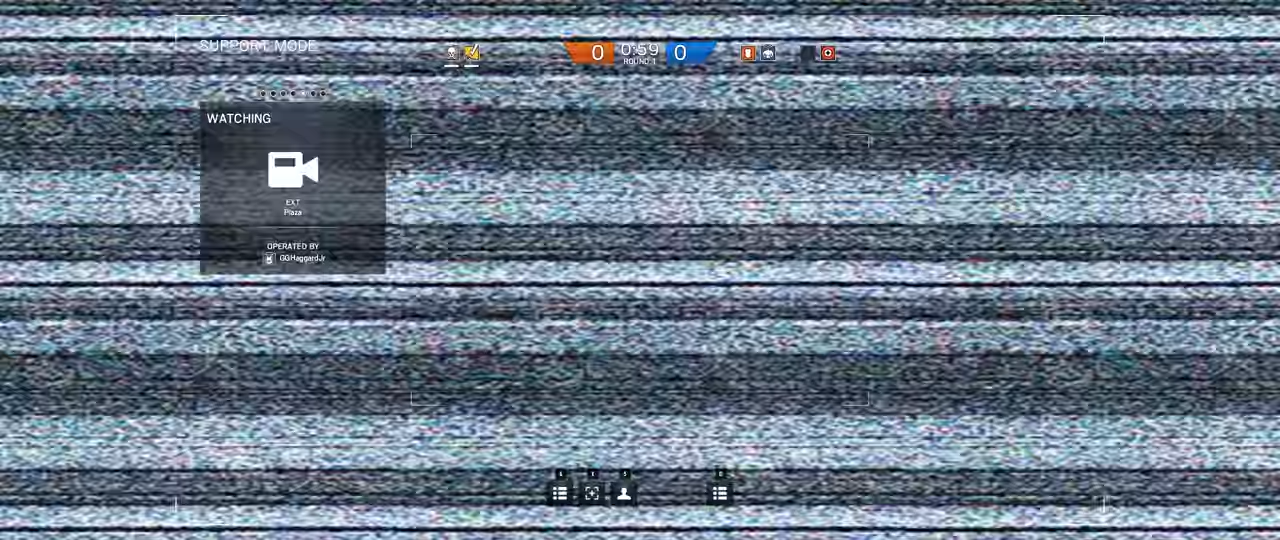 SUPPORT MODE
0 0:59 0
ROUND 1
WATCHING
EXT
Plaza
OPERATED BY
GGHaggardJr